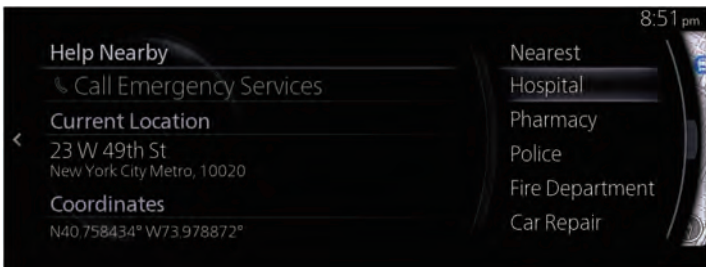 8:51 pm
Help Nearby
Call Emergency Services
Current Location
23 W 49th St
New York City Metro, 10020
Coordinates
N40.758434° W73.978872°
Nearest
Hospital
Pharmacy
Police
Fire Department
Car Repair